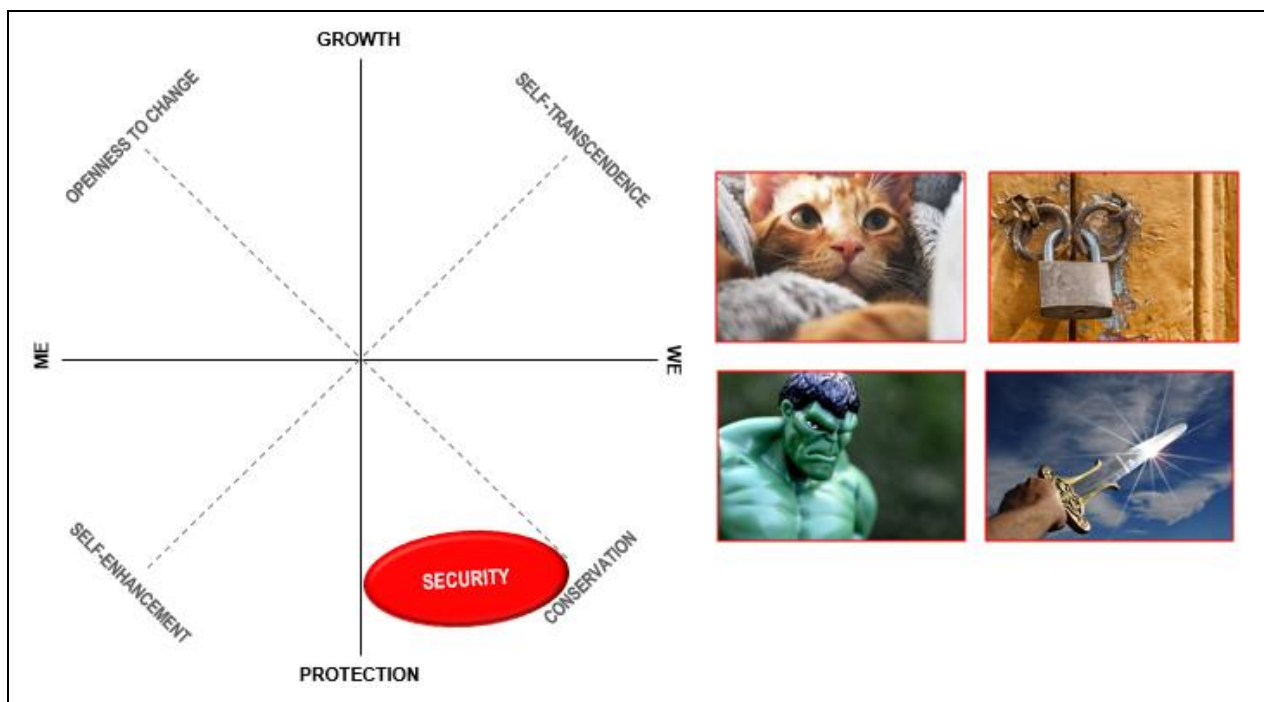 GROWTH
OPENNESS TO CHANGE
SELF-TRANSCENDENCE
ME
WE
SELF-ENHANCEMENT
SECURITY
CONSERVATION
PROTECTION